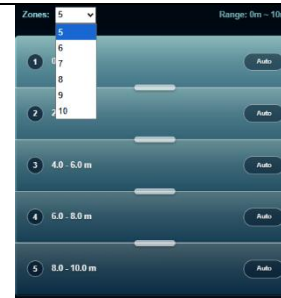 Zones: 5 Range: 0m ~ 10
5
6
7
8
9
10
1 Auto
2 Auto
3 4.0 - 6.0 m Auto
4 6.0 - 8.0 m Auto
5 8.0 - 10.0 m Auto